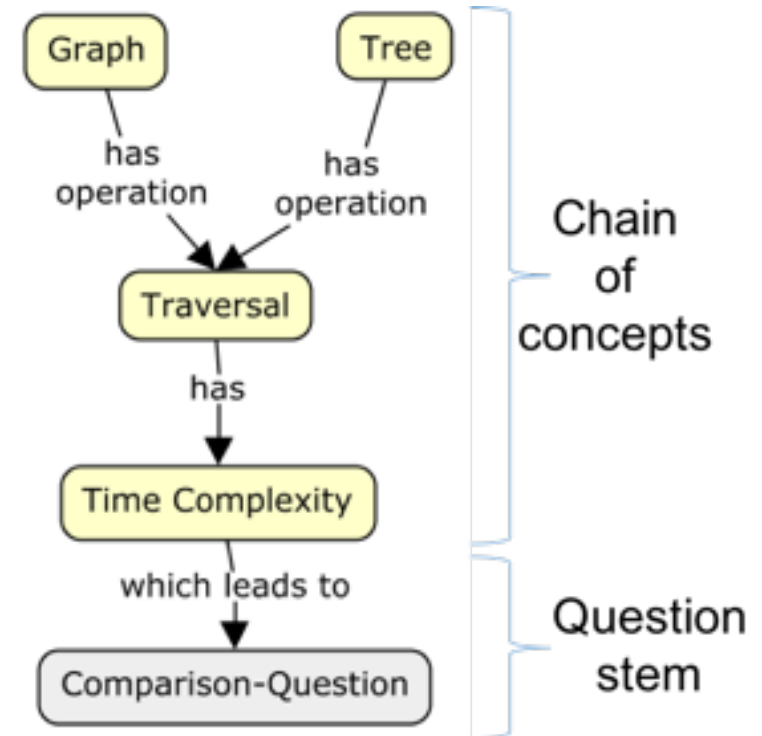 Graph
Tree
has
operation
has
operation
Traversal
has
Time Complexity
which leads to
Comparison-Question
Chain
of
concepts
Question
stem